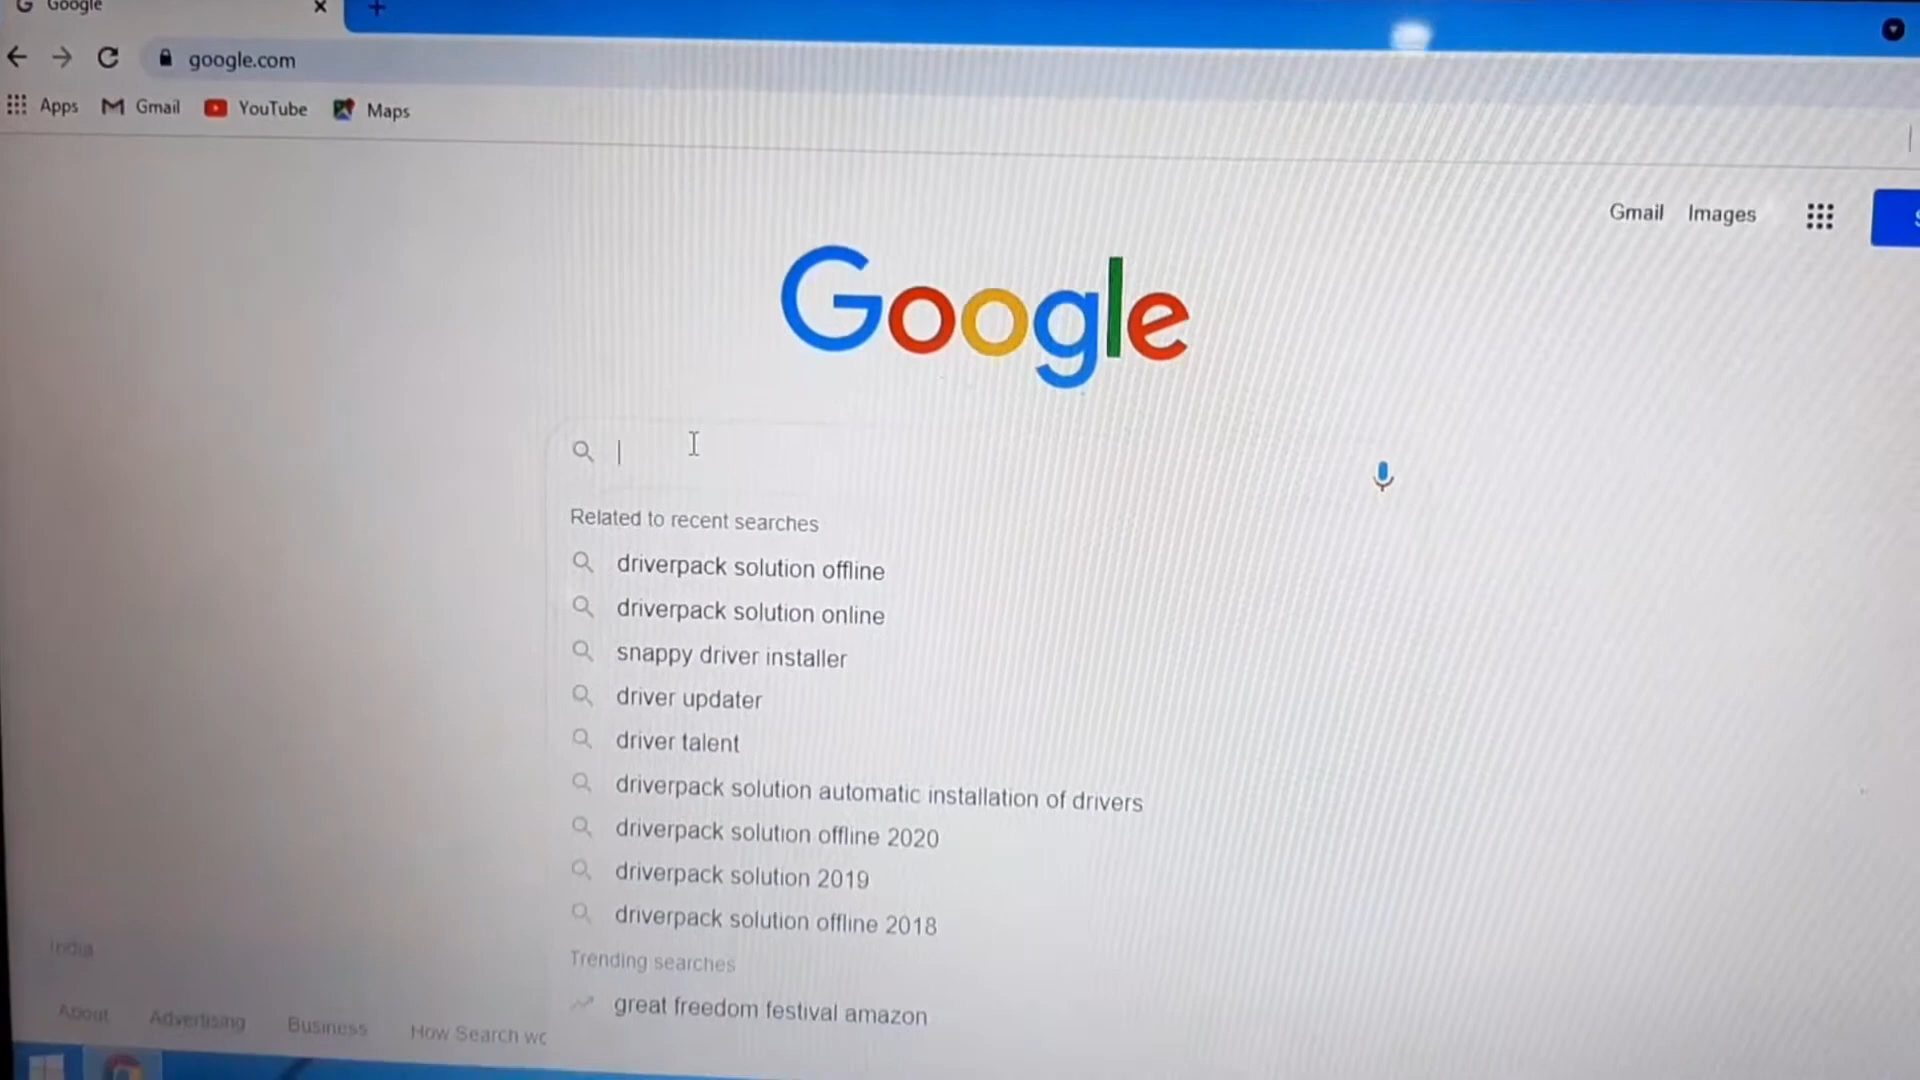 Google
google.com
Apps Gmail YouTube Maps
Gmail Images
Google
Related to recent searches
driverpack solution offline
driverpack solution online
snappy driver installer
driver updater
driver talent
driverpack solution automatic installation of drivers
driverpack solution offline 2020
driverpack solution 2019
driverpack solution offline 2018
Trending searches
great freedom festival amazon
India
About Advertising Business How Search wo